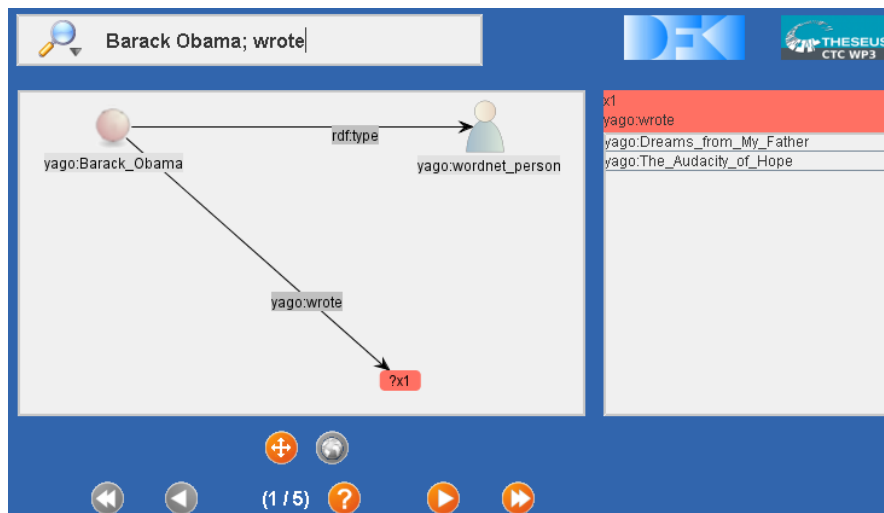 Barack Obama; wrote
DFK
THESEUS
CTC WP3
rdf:type
yago:Barack_Obama
yago:wordnet_person
yago:wrote
?x1
x1
yago:wrote
yago:Dreams_from_My_Father
yago:The_Audacity_of_Hope
(1 / 5)
?